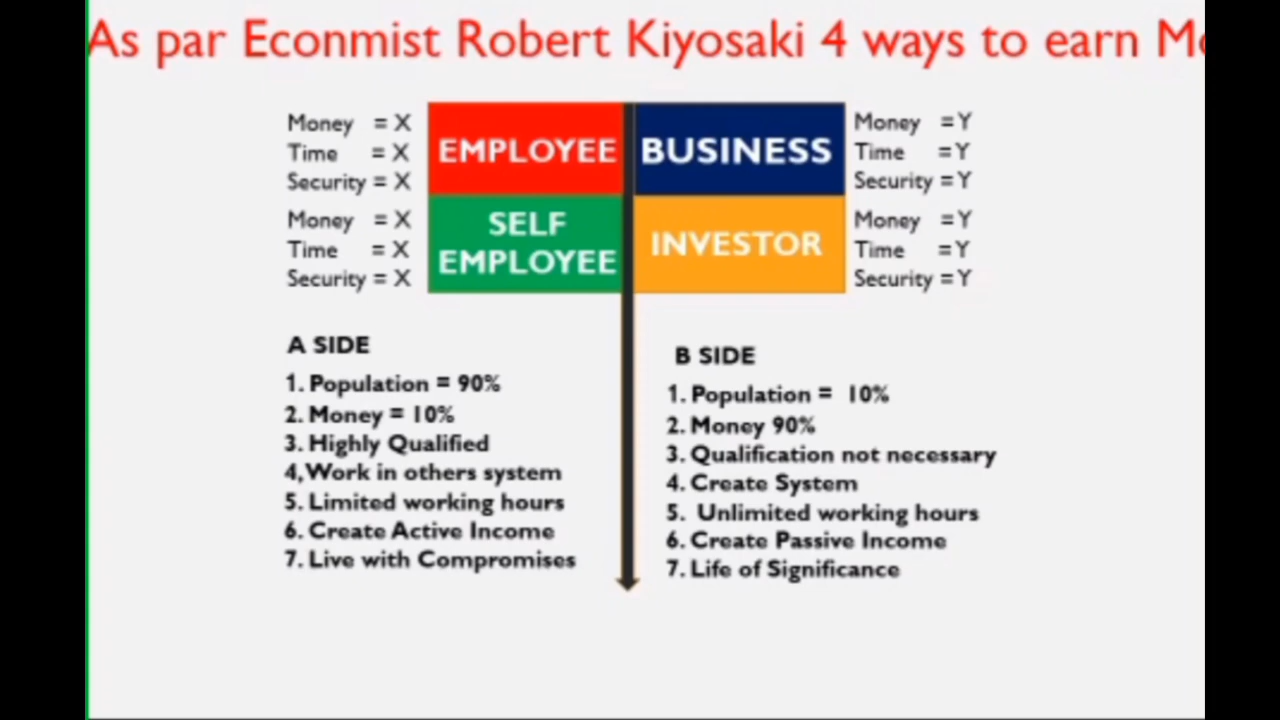 As par Econmist Robert Kiyosaki 4 ways to earn
Money = X
Time = X
Security = X
EMPLOYEE
BUSINESS
Money =Y
Time =Y
Security =Y
Money = X
Time = X
Security = X
SELF
EMPLOYEE
INVESTOR
Money =Y
Time =Y
Security =Y
A SIDE
1. Population = 90%
2. Money = 10%
3. Highly Qualified
4,Work in others system
5. Limited working hours
6. Create Active Income
7. Live with Compromises
B SIDE
1. Population = 10%
2. Money 90%
3. Qualification not necessary
4. Create System
5. Unlimited working hours
6. Create Passive Income
7. Life of Significance